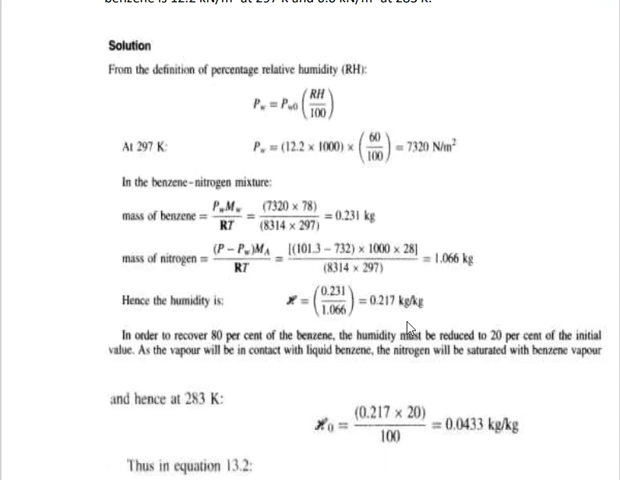 Solution
From the definition of percentage relative humidity (RH):
P_w = P_w0 (RH/100)
At 297 K: P_w = (12.2 × 1000) × (60/100) = 7320 N/m²
In the benzene–nitrogen mixture:
mass of benzene = P_wM_w/RT = (7320 × 78)/(8314 × 297) = 0.231 kg
mass of nitrogen = (P − P_w)M_A/RT = [(101.3 − 732) × 1000 × 28]/(8314 × 297) = 1.066 kg
Hence the humidity is: ℋ = (0.231/1.066) = 0.217 kg/kg
In order to recover 80 per cent of the benzene, the humidity must be reduced to 20 per cent of the initial
value. As the vapour will be in contact with liquid benzene, the nitrogen will be saturated with benzene vapour
and hence at 283 K:
ℋ_0 = (0.217 × 20)/100 = 0.0433 kg/kg
Thus in equation 13.2: